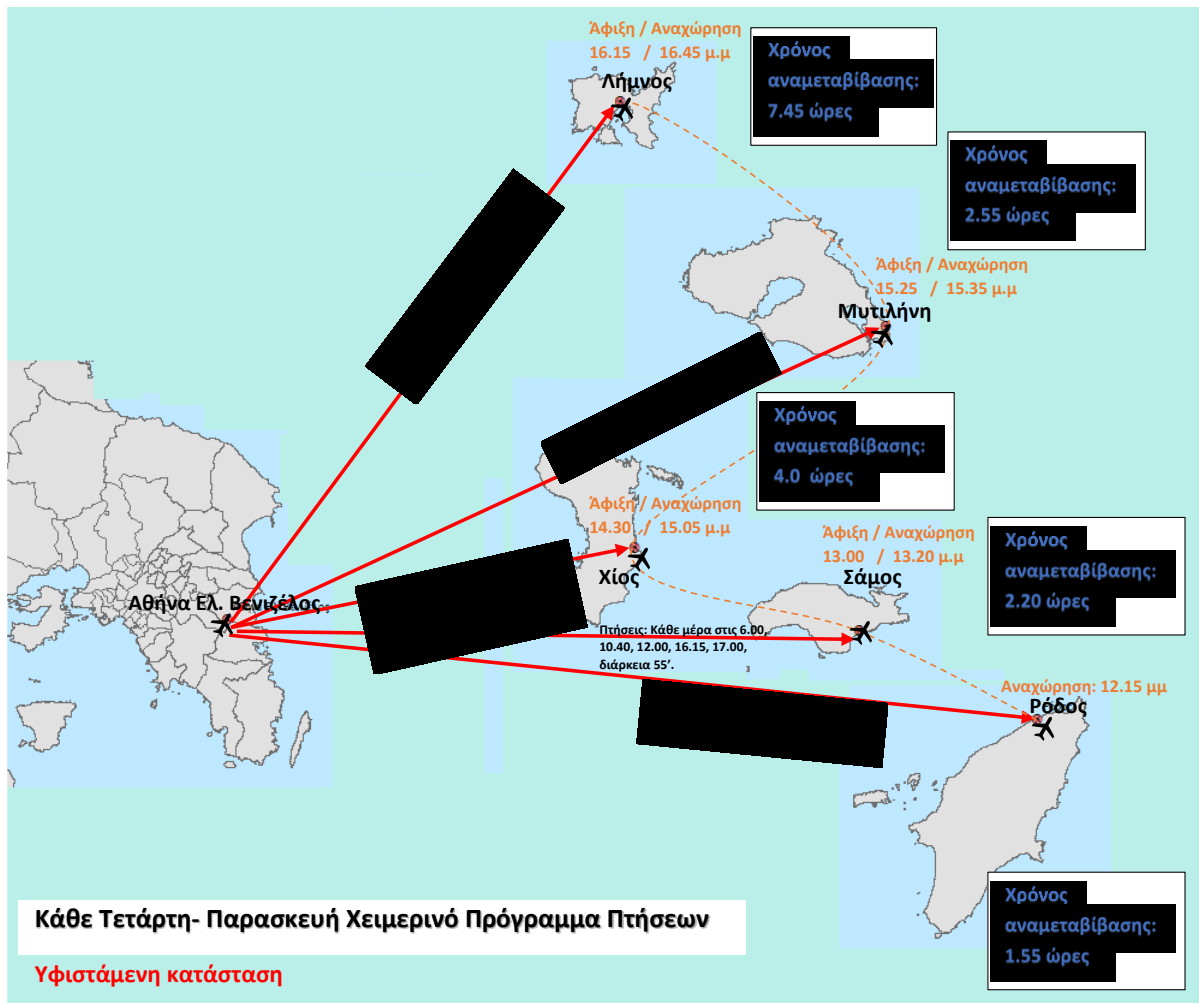 Άφιξη / Αναχώρηση
16.15 / 16.45 μ.μ
Λήμνος
Χρόνος
αναμεταβίβασης:
7.45 ώρες
Χρόνος
αναμεταβίβασης:
2.55 ώρες
Άφιξη / Αναχώρηση
15.25 / 15.35 μ.μ
Μυτιλήνη
Χρόνος
αναμεταβίβασης:
4.0 ώρες
Άφιξη / Αναχώρηση
14.30 / 15.05 μ.μ
Χίος
Άφιξη / Αναχώρηση
13.00 / 13.20 μ.μ
Σάμος
Χρόνος
αναμεταβίβασης:
2.20 ώρες
Αθήνα Ελ. Βενιζέλος
Πτήσεις: Κάθε μέρα στις 6.00,
10.40, 12.00, 16.15, 17.00,
διάρκεια 55’.
Αναχώρηση: 12.15 μμ
Ρόδος
Χρόνος
αναμεταβίβασης:
1.55 ώρες
Κάθε Τετάρτη- Παρασκευή Χειμερινό Πρόγραμμα Πτήσεων
Υφιστάμενη κατάσταση